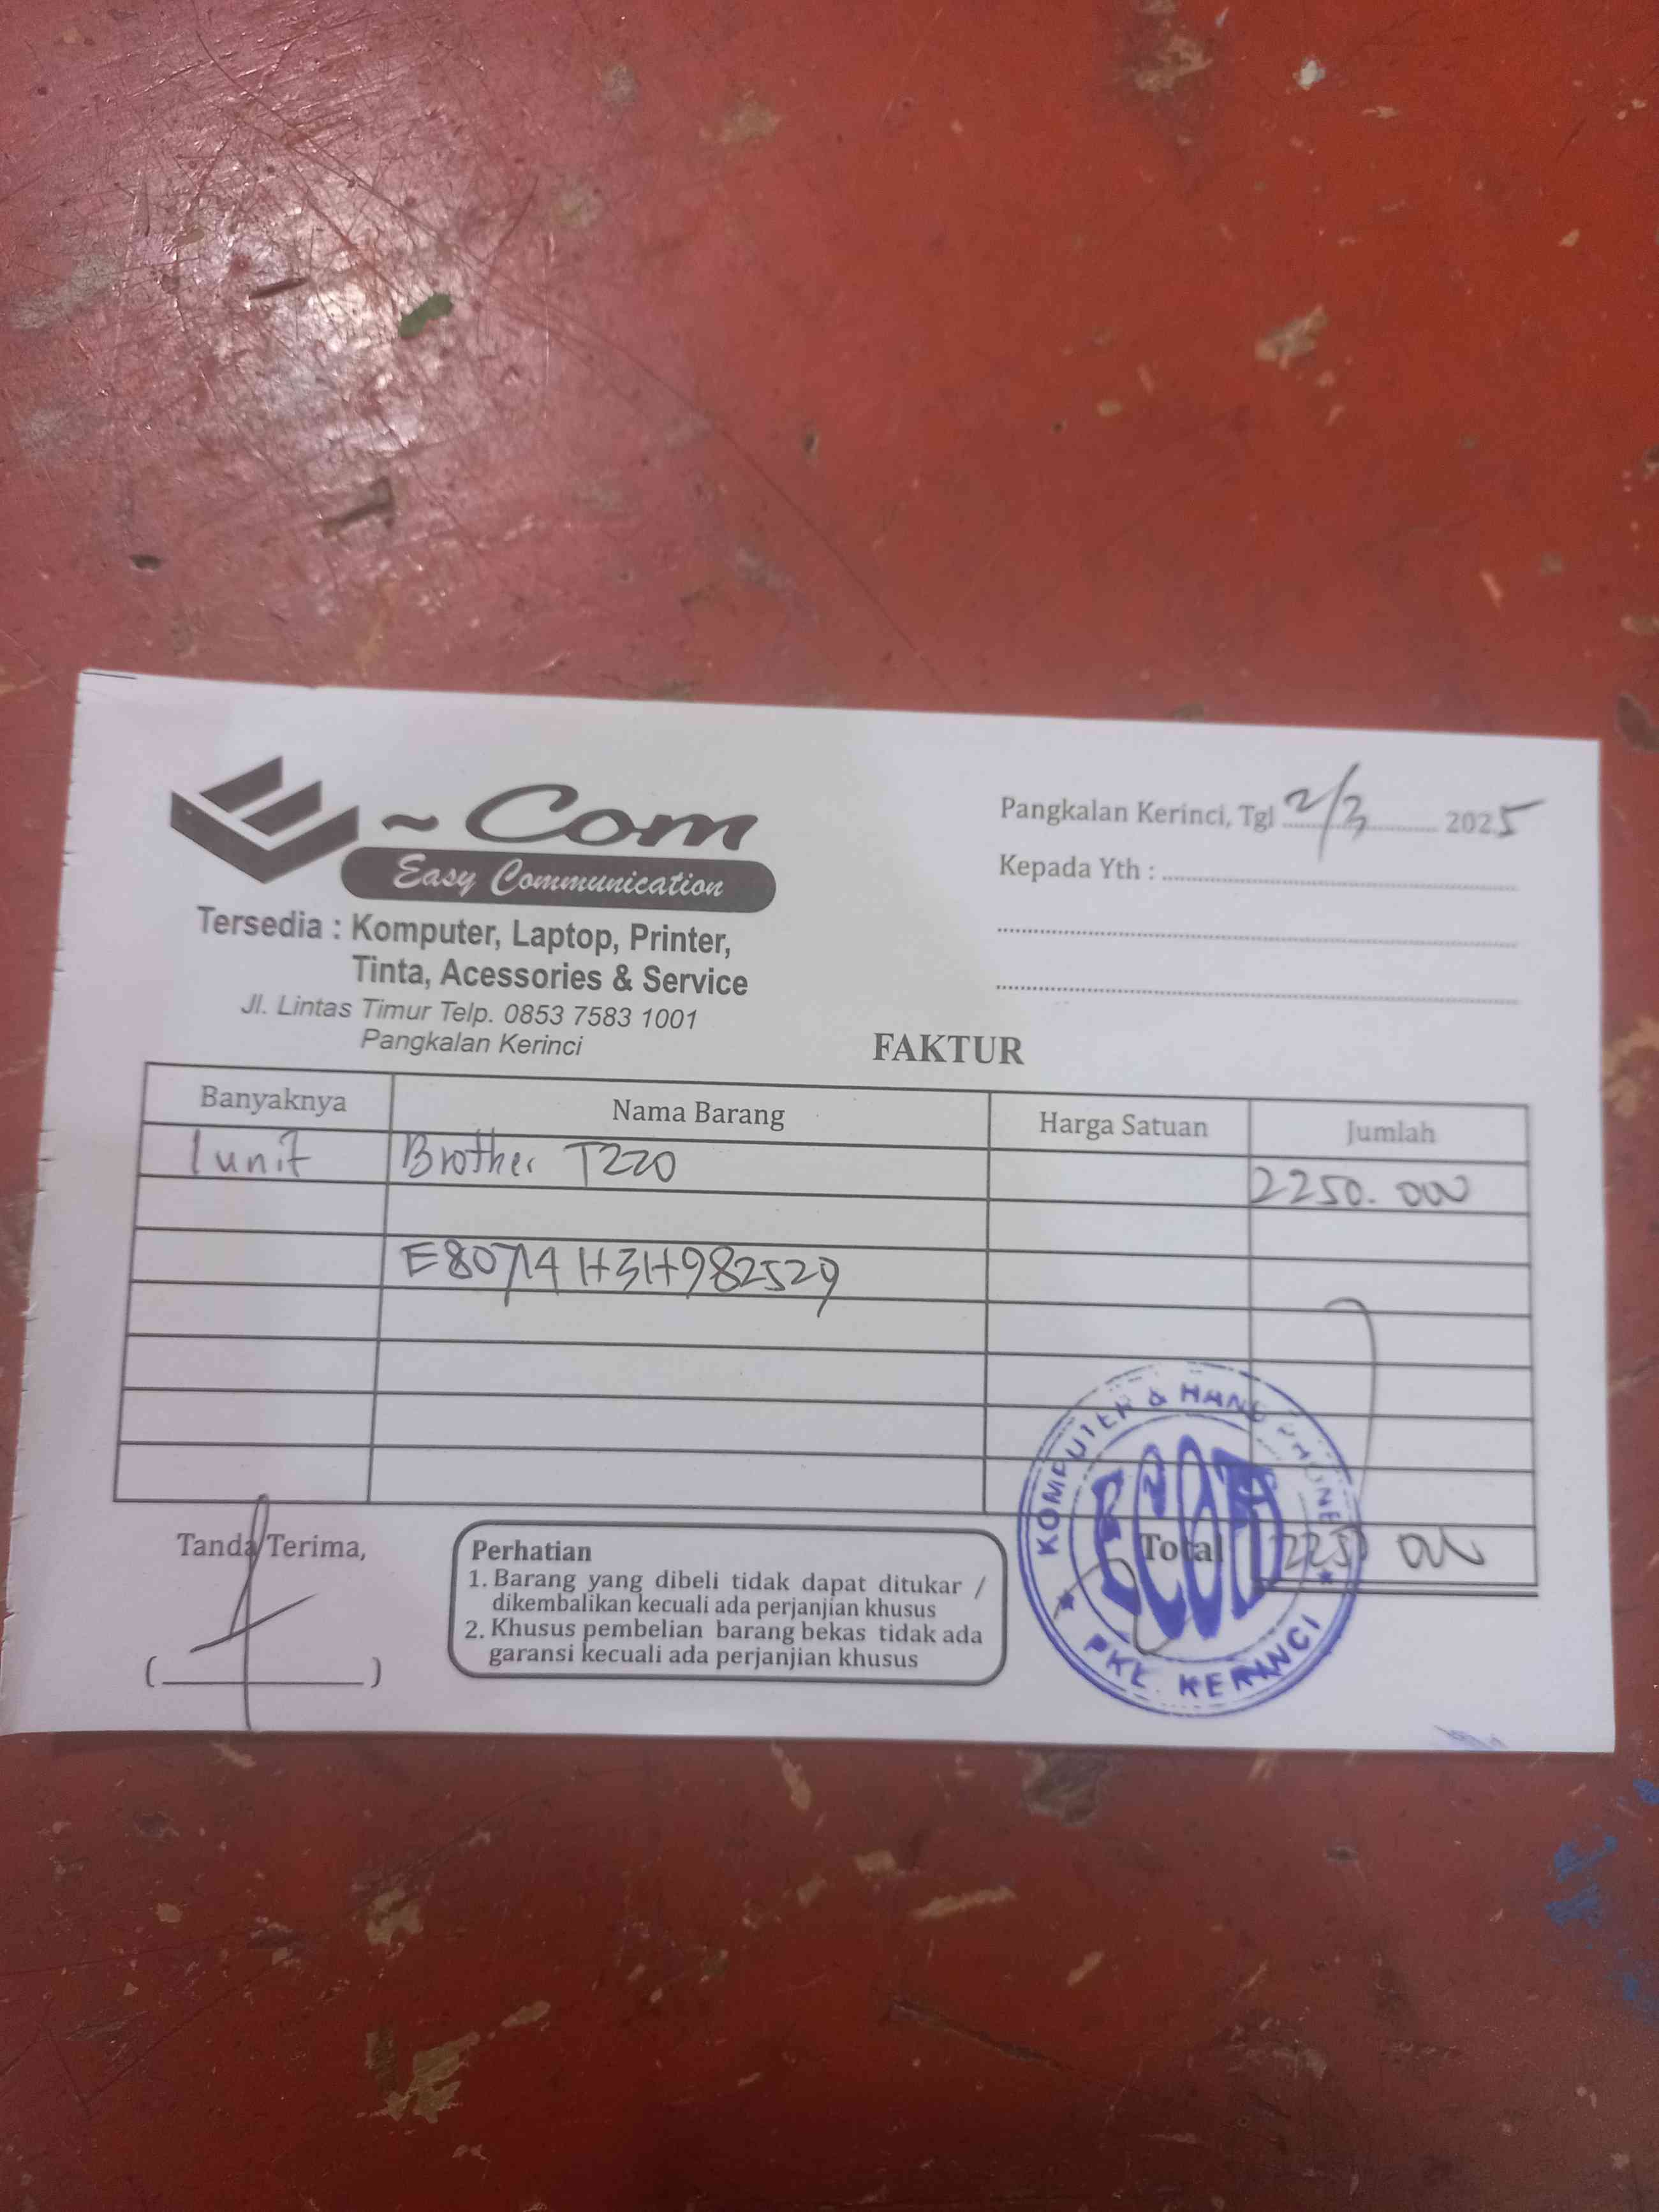 E~Com
Easy Communication
Tersedia : Komputer, Laptop, Printer,
Tinta, Acessories & Service
Jl. Lintas Timur Telp. 0853 7583 1001
Pangkalan Kerinci
Pangkalan Kerinci, Tgl 2/3 2025
Kepada Yth :
FAKTUR
Banyaknya Nama Barang Harga Satuan Jumlah
1 unit Brother T220 2250.000
E80714H3H982529
Total 2250 000
Tanda Terima,
Perhatian
1. Barang yang dibeli tidak dapat ditukar /
dikembalikan kecuali ada perjanjian khusus
2. Khusus pembelian barang bekas tidak ada
garansi kecuali ada perjanjian khusus
KOMPUTER & HAND PHONE
ECOM
PKL. KERINCI